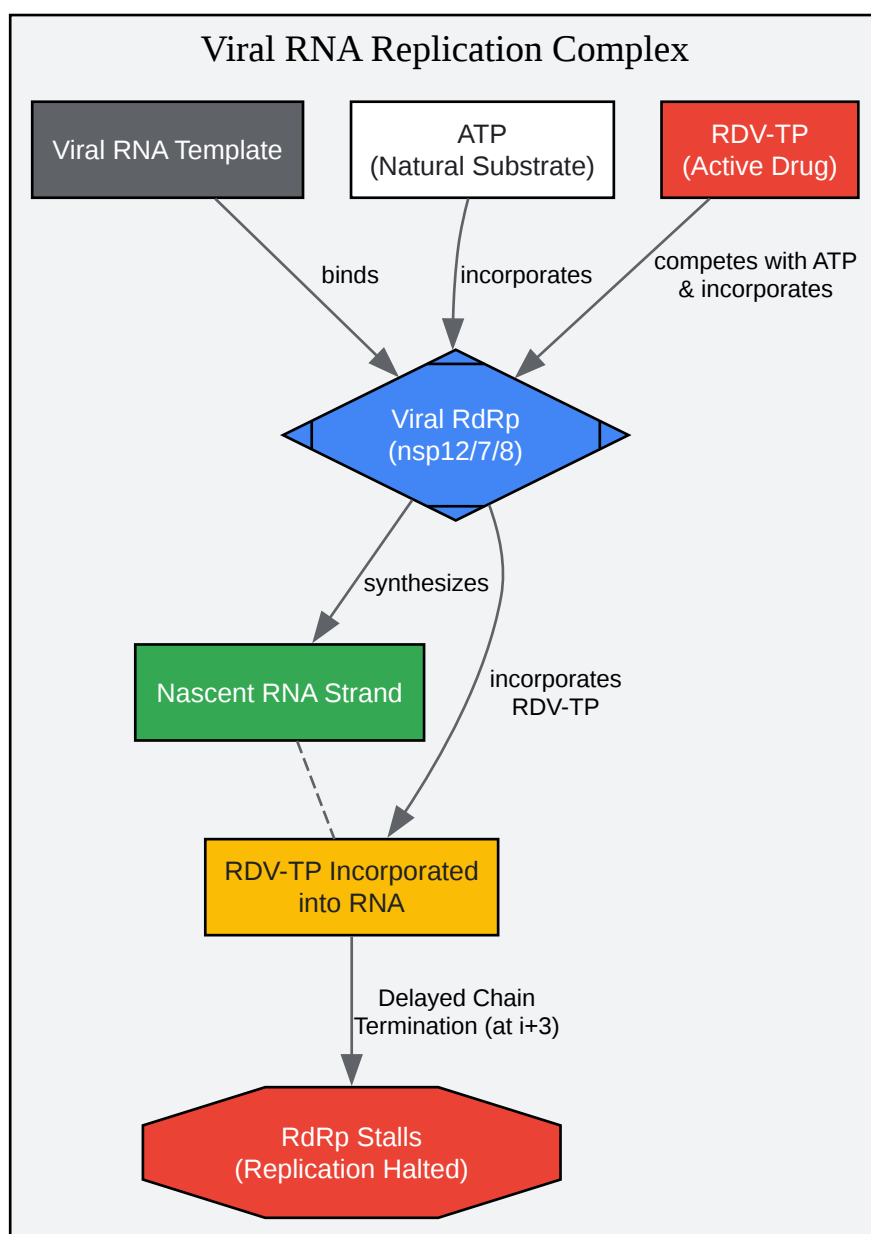 Viral RNA Replication Complex
Viral RNA Template
ATP
(Natural Substrate)
RDV-TP
(Active Drug)
binds
incorporates
competes with ATP
& incorporates
Viral RdRp
(nsp12/7/8)
synthesizes
Nascent RNA Strand
incorporates
RDV-TP
RDV-TP Incorporated
into RNA
Delayed Chain
Termination (at i+3)
RdRp Stalls
(Replication Halted)